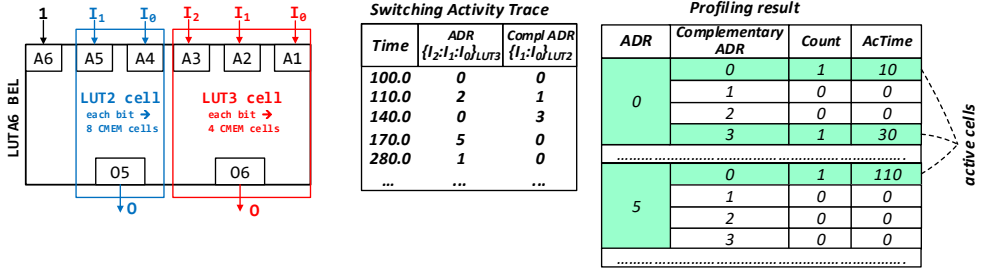 1 I1 I0 I2 I1 I0
A6 A5 A4 A3 A2 A1
LUTA6 BEL
LUT2 cell
each bit →
8 CMEM cells
LUT3 cell
each bit →
4 CMEM cells
O5 O6
O O
Switching Activity Trace
Time ADR {I2:I1:I0}LUT3 Compl ADR {I1:I0}LUT2
100.0 0 0
110.0 2 1
140.0 0 3
170.0 5 0
280.0 1 0
... ... ...
Profiling result
ADR Complementary ADR Count AcTime
0 0 1 10
1 0 0
2 0 0
3 1 30
5 0 1 110
1 0 0
2 0 0
3 0 0
active cells